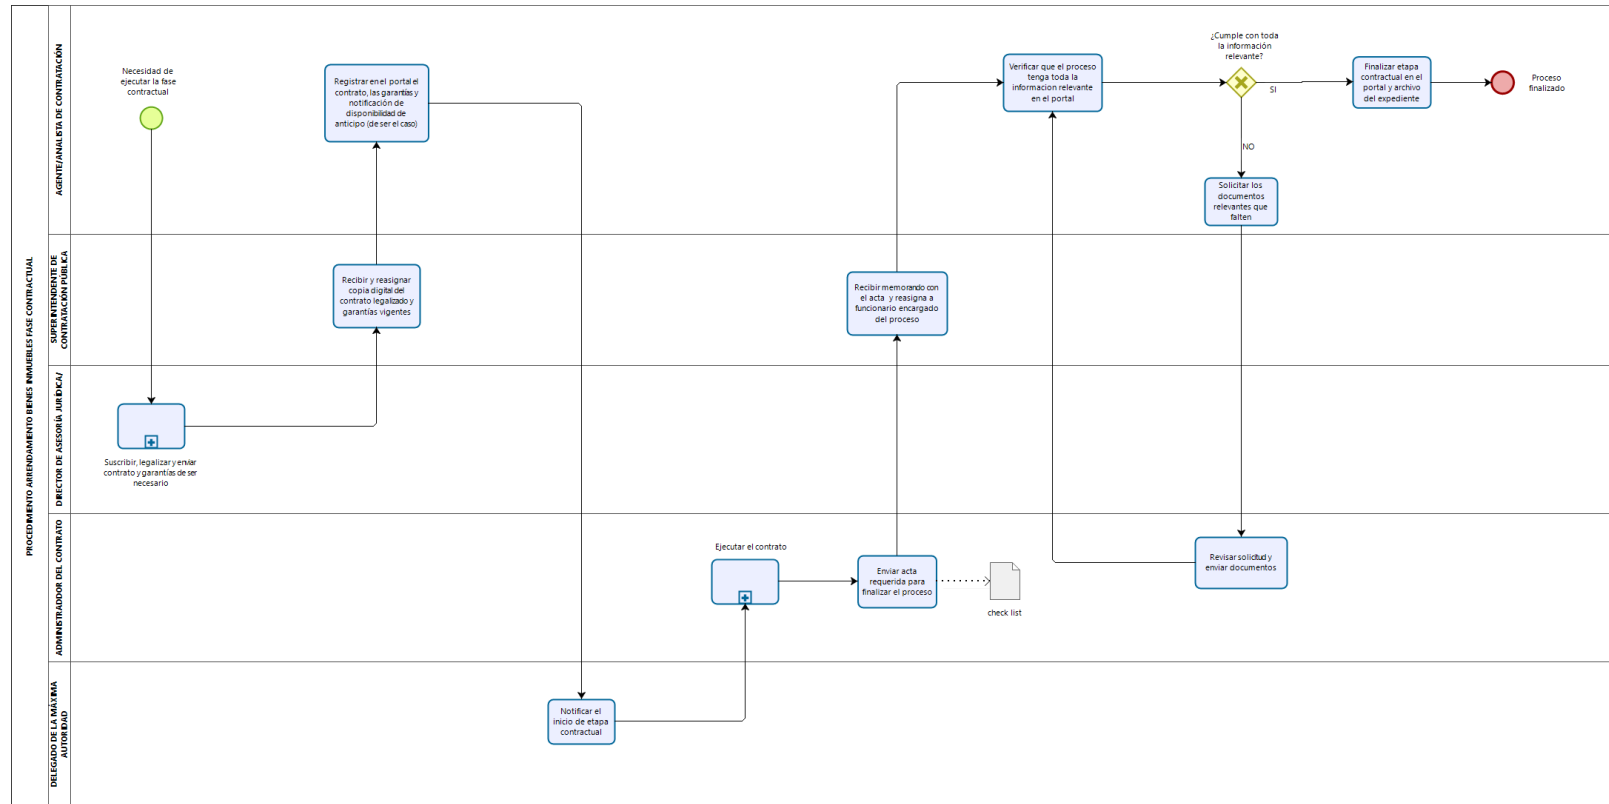 PROCEDIMIENTO ARRENDAMIENTO BIENES INMUEBLES FASE CONTRACTUAL
AGENTE/ANALISTA DE CONTRATACIÓN
Necesidad de
ejecutar la fase
contractual
Registrar en el portal el
contrato, las garantías y
notificación de
disponibilidad de
anticipo (de ser el caso)
Verificar que el proceso
tenga toda la
informacion relevante
en el portal
¿Cumple con toda
la información
relevante?
SI
NO
Finalizar etapa
contractual en el
portal y archivo
del expediente
Proceso
finalizado
Solicitar los
documentos
relevantes que
falten
SUPERINTENDENTE DE
CONTRATACIÓN PÚBLICA
Recibir y reasignar
copia digital del
contrato legalizado y
garantías vigentes
Recibir memorando con
el acta y reasigna a
funcionario encargado
del proceso
DIRECTOR DE ASESORÍA JURÍDICA/
Suscribir, legalizar y enviar
contrato y garantías de ser
necesario
ADMINISTRADDOR DEL CONTRATO
Ejecutar el contrato
Enviar acta
requerida para
finalizar el proceso
check list
Revisar solicitud y
enviar documentos
DELEGADO DE LA MÁXIMA
AUTORIDAD
Notificar el
inicio de etapa
contractual